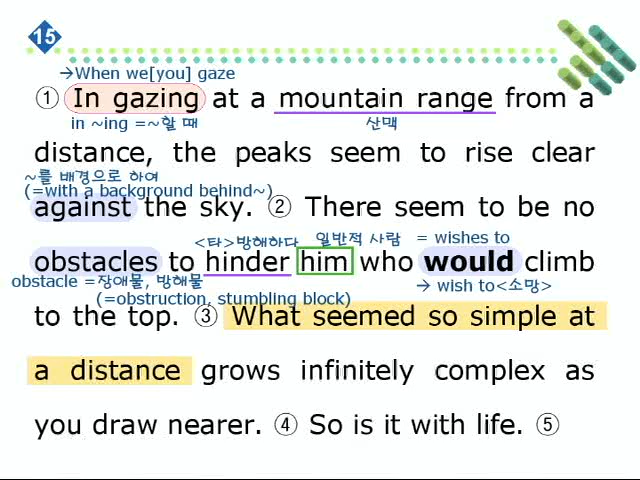 15
→When we[you] gaze
① In gazing at a mountain range from a
in ~ing =~할 때 산맥
distance, the peaks seem to rise clear
~를 배경으로 하여
(=with a background behind~)
against the sky. ② There seem to be no
<타>방해하다 일반적 사람 = wishes to
obstacles to hinder him who would climb
obstacle =장애물, 방해물 → wish to<소망>
(=obstruction, stumbling block)
to the top. ③ What seemed so simple at
a distance grows infinitely complex as
you draw nearer. ④ So is it with life. ⑤